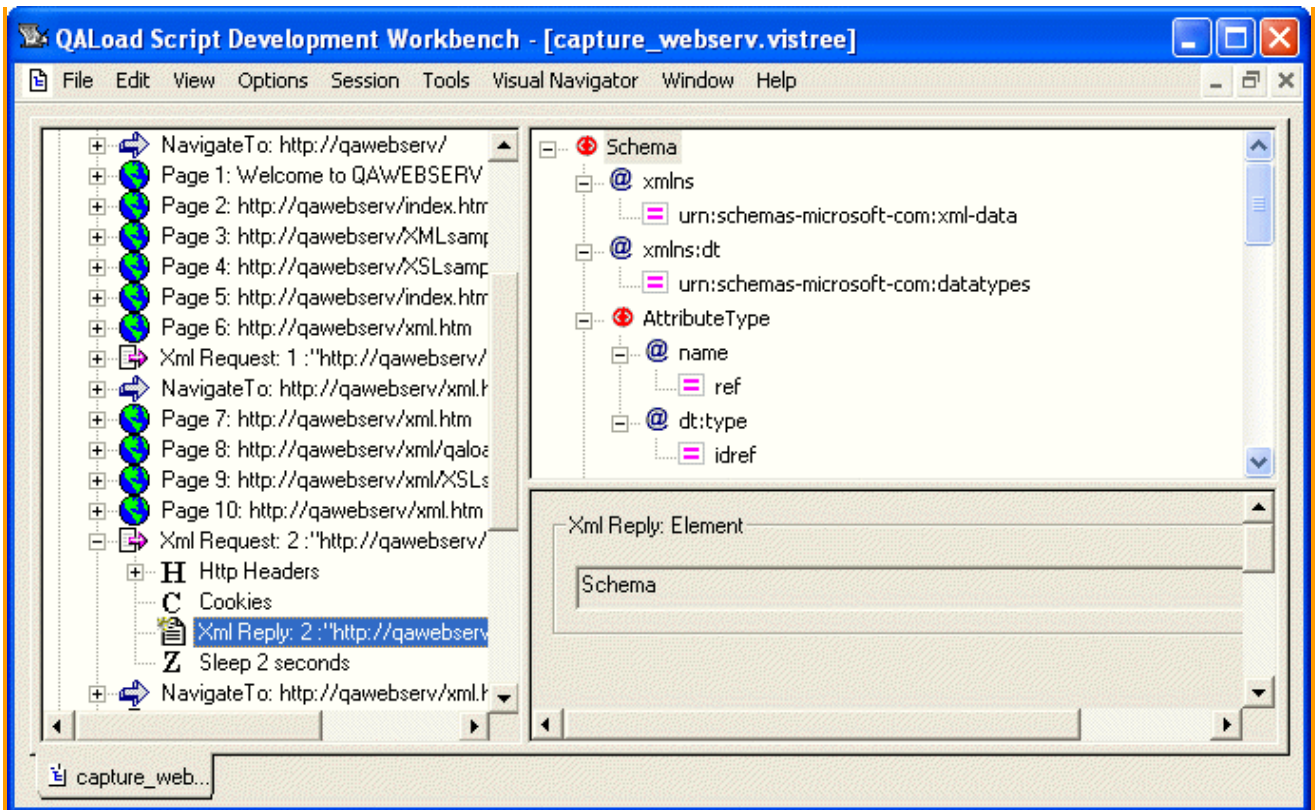 QALoad Script Development Workbench - [capture_webserv.vistree]
File Edit View Options Session Tools Visual Navigator Window Help
NavigateTo: http://qawebserv/
Page 1: Welcome to QAWEBSERV
Page 2: http://qawebserv/index.htm
Page 3: http://qawebserv/XMLsamp
Page 4: http://qawebserv/XSLsamp
Page 5: http://qawebserv/index.htm
Page 6: http://qawebserv/xml.htm
Xml Request: 1 :"http://qawebserv/
NavigateTo: http://qawebserv/xml.h
Page 7: http://qawebserv/xml.htm
Page 8: http://qawebserv/xml/qaloa
Page 9: http://qawebserv/xml/XSLs
Page 10: http://qawebserv/xml.htm
Xml Request: 2 :"http://qawebserv/
H Http Headers
C Cookies
Xml Reply: 2 :"http://qawebserv
Z Sleep 2 seconds
NavigateTo: http://qawebserv/xml.h
Schema
@ xmlns
= urn:schemas-microsoft-com:xml-data
@ xmlns:dt
= urn:schemas-microsoft-com:datatypes
AttributeType
@ name
= ref
@ dt:type
= idref
Xml Reply: Element
Schema
capture_web...